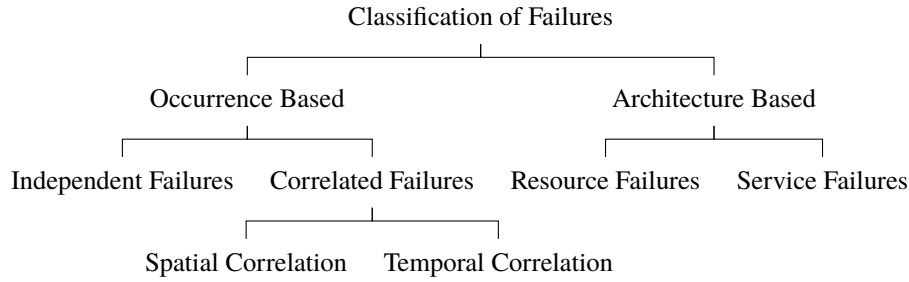 Classification of Failures
Occurrence Based Architecture Based
Independent Failures Correlated Failures Resource Failures Service Failures
Spatial Correlation Temporal Correlation